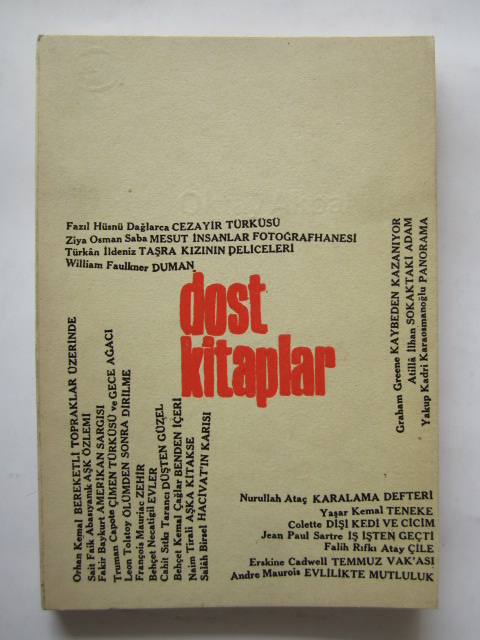 Fazıl Hüsnü Dağlarca CEZAYİR TÜRKÜSÜ
Ziya Osman Saba MESUT İNSANLAR FOTOĞRAFHANESİ
Türkân İldeniz TAŞRA KIZININ DELİCELERİ
William Faulkner DUMAN
dost
kitaplar
Orhan Kemal BEREKETLİ TOPRAKLAR ÜZERİNDE
Sait Faik Abasıyanık AŞK ÖZLEMİ
Fakir Baykurt AMERİKAN SARGISI
Truman Capote ÇİMEN TÜRKÜSÜ ve GECE AĞACI
Leon Tolstoy ÖLÜMDEN SONRA DİRİLME
François Mauriac ZEHİR
Behçet Necatigil EVLER
Cahit Sıtkı Tarancı DÜŞTEN GÜZEL
Behçet Kemal Çağlar BENDEN İÇERİ
Naim Tirali AŞKA KİTAKSE
Salâh Birsel HACİVAT'IN KARISI
Graham Greene KAYBEDEN KAZANIYOR
Atillâ İlhan SOKAKTAKİ ADAM
Yakup Kadri Karaosmanoğlu PANORAMA
Nurullah Ataç KARALAMA DEFTERİ
Yaşar Kemal TENEKE
Colette DİŞİ KEDİ VE CİCİM
Jean Paul Sartre İŞ İŞTEN GEÇTİ
Falih Rıfkı Atay ÇİLE
Erskine Cadwell TEMMUZ VAK'ASI
Andre Maurois EVLİLİKTE MUTLULUK